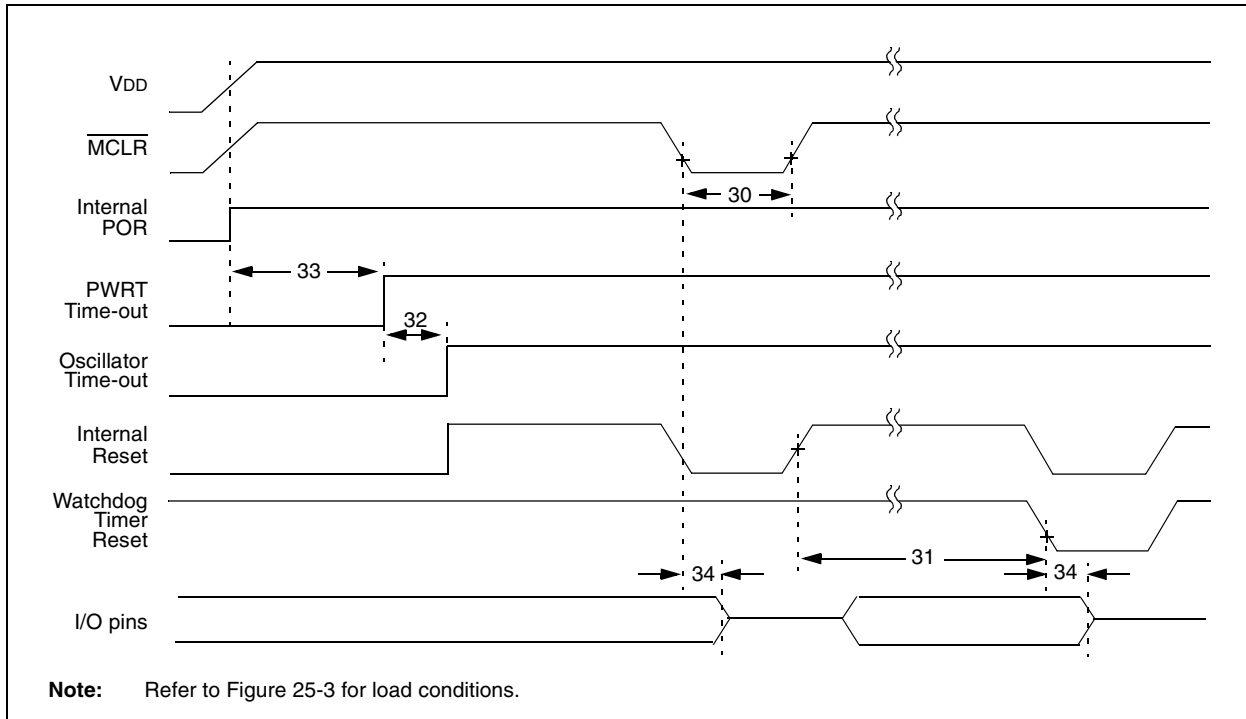 VDD
MCLR
30
Internal
POR
33
PWRT
Time-out
32
Oscillator
Time-out
Internal
Reset
Watchdog
Timer
Reset
31
34
34
I/O pins
Note: Refer to Figure 25-3 for load conditions.